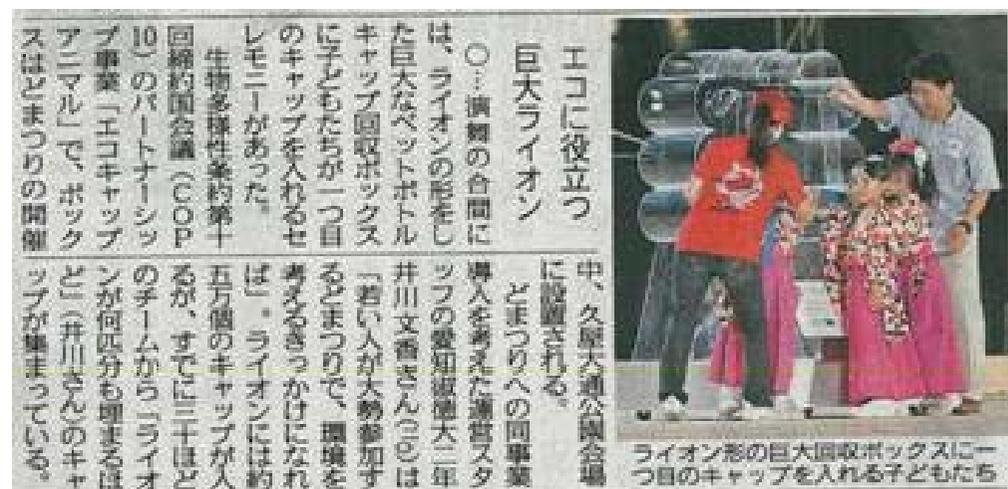 エコに役立つ
巨大ライオン
○…演舞の合間に
は、ライオンの形をし
た巨大なペットボトル
キャップ回収ボックス
に子どもたちが一つ目
のキャップを入れるセ
レモニーがあった。
生物多様性条約第十
回締約国会議（ＣＯＰ
10）のパートナーシッ
プ事業「エコキャップ
アニマル」で、ボック
スはどまつりの開催
中、久屋大通公園会場
に設置される。
どまつりへの同事業
導入を考えた運営スタ
ッフの愛知淑徳大二年
井川文香さん（二〇）は
「若い人が大勢参加す
るどまつりで、環境を
考えるきっかけになれ
ば」。ライオンには約
五万個のキャップが入
るが、すでに三十ほど
のチームから「ライオ
ンが何匹分も埋まるほ
ど」（井川さん）のキャ
ップが集まっている。
ライオン形の巨大回収ボックスに一
つ目のキャップを入れる子どもたち